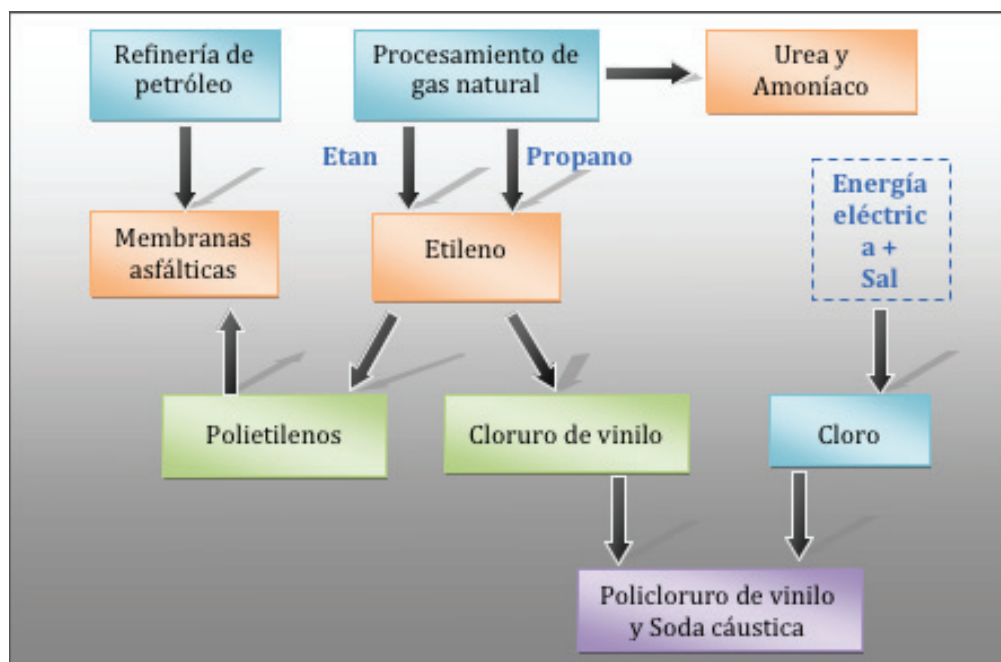 Refinería de
petróleo
Procesamiento de
gas natural
Urea y
Amoníaco
Etan
Propano
Energía
eléctric
a +
Sal
Membranas
asfálticas
Etileno
Polietilenos
Cloruro de vinilo
Cloro
Policloruro de vinilo
y Soda cáustica